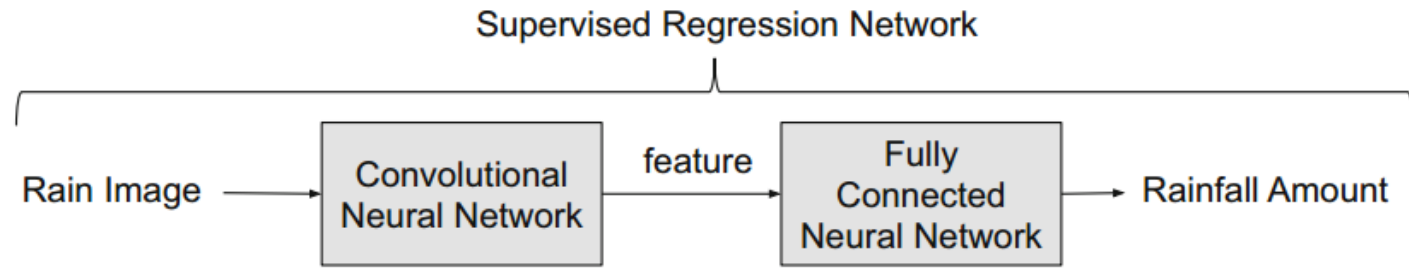 Supervised Regression Network
Rain Image
Convolutional
Neural Network
feature
Fully
Connected
Neural Network
Rainfall Amount